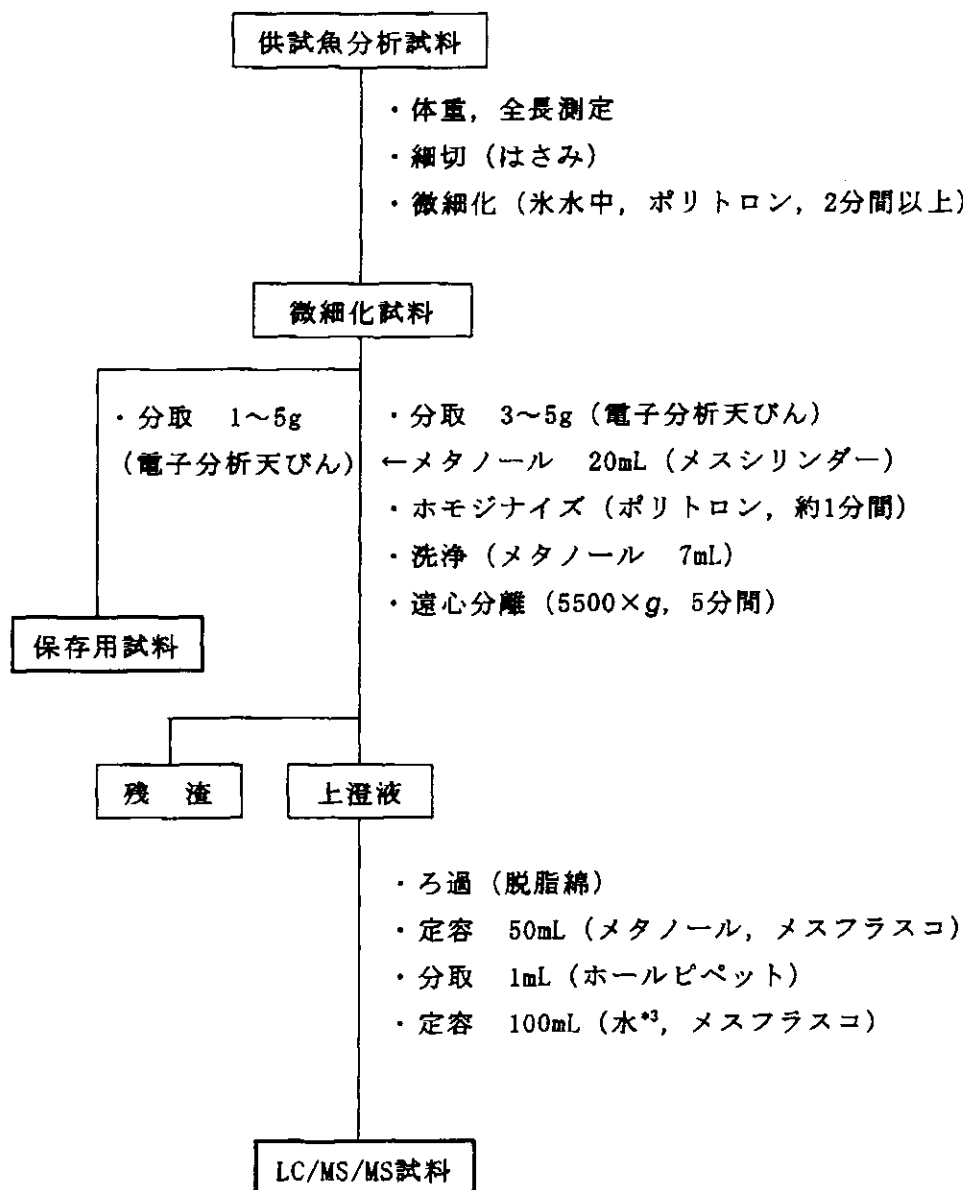 供試魚分析試料
・体重, 全長測定
・細切 (はさみ)
・微細化 (氷水中, ポリトロン, 2分間以上)
微細化試料
・分取 1～5g
(電子分析天びん)
・分取 3～5g (電子分析天びん)
←メタノール 20mL (メスシリンダー)
・ホモジナイズ (ポリトロン, 約1分間)
・洗浄 (メタノール 7mL)
・遠心分離 (5500×g, 5分間)
保存用試料
残 渣
上澄液
・ろ過 (脱脂綿)
・定容 50mL (メタノール, メスフラスコ)
・分取 1mL (ホールピペット)
・定容 100mL (水*3, メスフラスコ)
LC/MS/MS試料